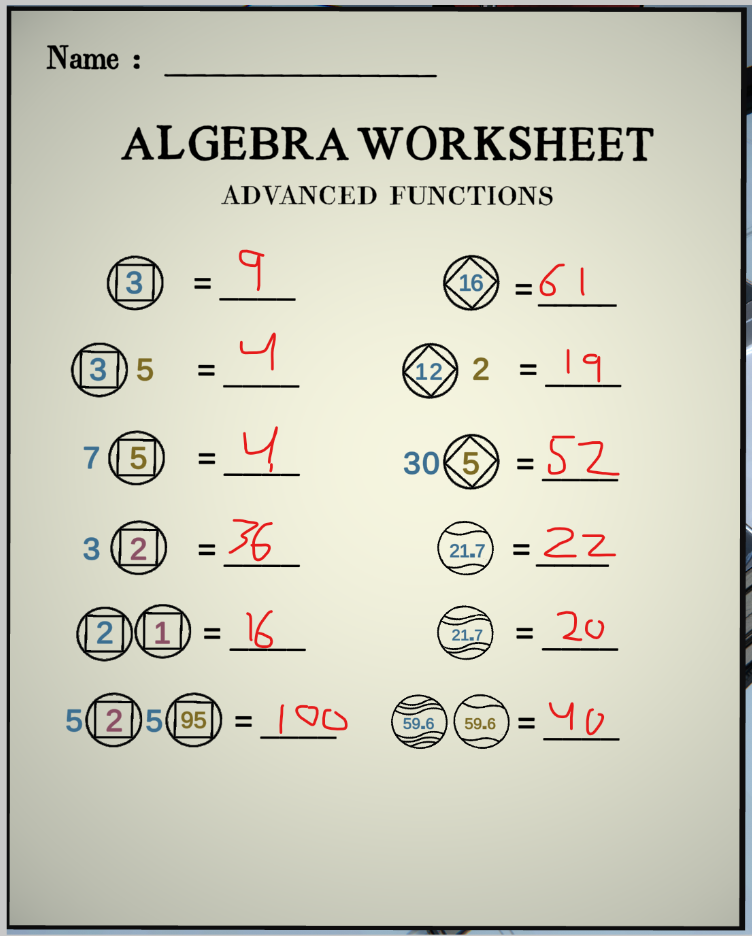 Name :
ALGEBRA WORKSHEET
ADVANCED FUNCTIONS
3 = 9
16 = 61
3 5 = 4
12 2 = 19
7 5 = 4
30 5 = 52
3 2 = 36
21.7 = 22
2 1 = 16
21.7 = 20
5 2 5 95 = 100
59.6 59.6 = 40